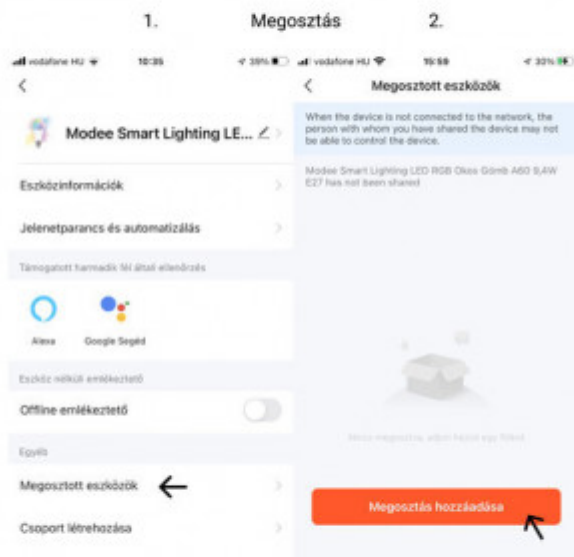 1. Megosztás 2.
vodafone HU 10:35 39%
Modee Smart Lighting LE...
Eszközinformációk
Jelenetparancs és automatizálás
Támogatott harmadik fél általi ellenőrzés
Alexa Google Segéd
Eszköz nélküli emlékeztető
Offline emlékeztető
Egyéb
Megosztott eszközök
Csoport létrehozása
vodafone HU 15:59 30%
Megosztott eszközök
When the device is not connected to the network, the
person with whom you have shared the device may not
be able to control the device.
Modee Smart Lighting LED RGB Okos Gömb A60 9,4W
E27 has not been shared
Megosztás hozzáadása